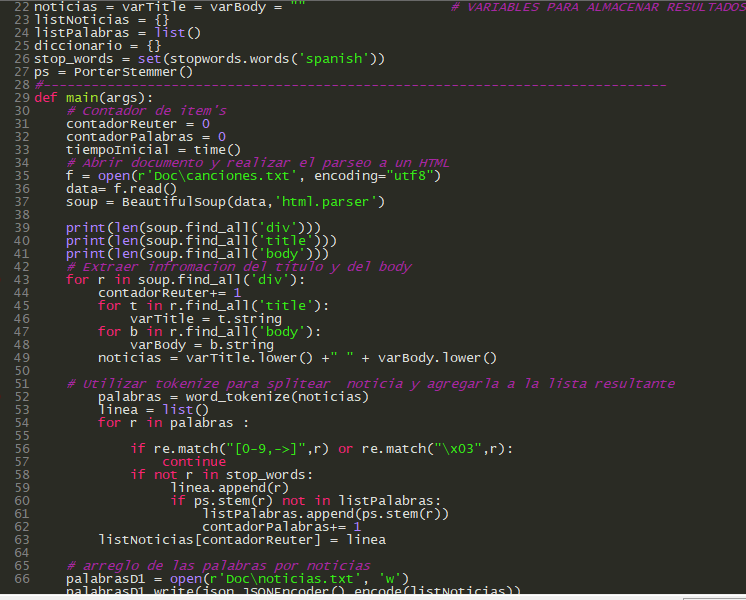 22 noticias = varTitle = varBody = "" # VARIABLES PARA ALMACENAR RESULTADOS
23 listNoticias = {}
24 listPalabras = list()
25 diccionario = {}
26 stop_words = set(stopwords.words('spanish'))
27 ps = PorterStemmer()
28 #------------------------------------------------------------------------------
29 def main(args):
30 # Contador de item's
31 contadorReuter = 0
32 contadorPalabras = 0
33 tiempoInicial = time()
34 # Abrir documento y realizar el parseo a un HTML
35 f = open(r'Doc\canciones.txt', encoding="utf8")
36 data= f.read()
37 soup = BeautifulSoup(data,'html.parser')
38
39 print(len(soup.find_all('div')))
40 print(len(soup.find_all('title')))
41 print(len(soup.find_all('body')))
42 # Extraer infromacion del titulo y del body
43 for r in soup.find_all('div'):
44 contadorReuter+= 1
45 for t in r.find_all('title'):
46 varTitle = t.string
47 for b in r.find_all('body'):
48 varBody = b.string
49 noticias = varTitle.lower() +" " + varBody.lower()
50
51 # Utilizar tokenize para splitear noticia y agregarla a la lista resultante
52 palabras = word_tokenize(noticias)
53 linea = list()
54 for r in palabras :
55
56 if re.match("[0-9,->]",r) or re.match("\x03",r):
57 continue
58 if not r in stop_words:
59 linea.append(r)
60 if ps.stem(r) not in listPalabras:
61 listPalabras.append(ps.stem(r))
62 contadorPalabras+= 1
63 listNoticias[contadorReuter] = linea
64
65 # arreglo de las palabras por noticias
66 palabrasD1 = open(r'Doc\noticias.txt', 'w')
palabrasD1.write(json.JSONEncoder().encode(listNoticias))